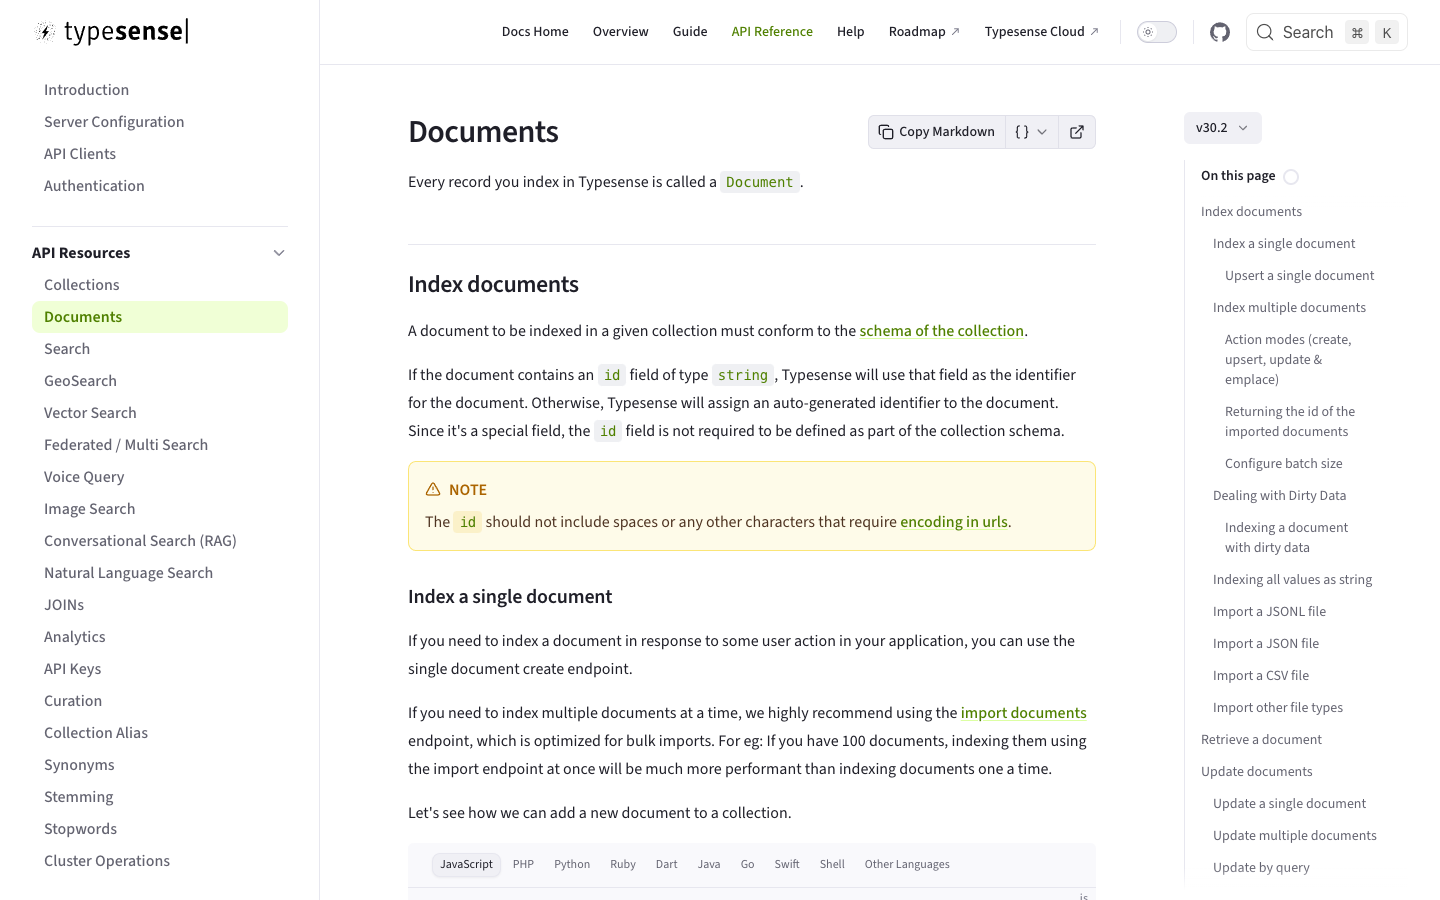 typesense|
Docs Home
Overview
Guide
API Reference
Help
Roadmap
Typesense Cloud
Search
⌘
K
Introduction
Server Configuration
API Clients
Authentication
API Resources
Collections
Documents
Search
GeoSearch
Vector Search
Federated / Multi Search
Voice Query
Image Search
Conversational Search (RAG)
Natural Language Search
JOINs
Analytics
API Keys
Curation
Collection Alias
Synonyms
Stemming
Stopwords
Cluster Operations
Documents
Copy Markdown
{ }
Every record you index in Typesense is called a Document.
Index documents
A document to be indexed in a given collection must conform to the schema of the collection.
If the document contains an id field of type string, Typesense will use that field as the identifier
for the document. Otherwise, Typesense will assign an auto-generated identifier to the document.
Since it's a special field, the id field is not required to be defined as part of the collection schema.
NOTE
The id should not include spaces or any other characters that require encoding in urls.
Index a single document
If you need to index a document in response to some user action in your application, you can use the
single document create endpoint.
If you need to index multiple documents at a time, we highly recommend using the import documents
endpoint, which is optimized for bulk imports. For eg: If you have 100 documents, indexing them using
the import endpoint at once will be much more performant than indexing documents one a time.
Let's see how we can add a new document to a collection.
JavaScript
PHP
Python
Ruby
Dart
Java
Go
Swift
Shell
Other Languages
js
v30.2
On this page
Index documents
Index a single document
Upsert a single document
Index multiple documents
Action modes (create,
upsert, update &
emplace)
Returning the id of the
imported documents
Configure batch size
Dealing with Dirty Data
Indexing a document
with dirty data
Indexing all values as string
Import a JSONL file
Import a JSON file
Import a CSV file
Import other file types
Retrieve a document
Update documents
Update a single document
Update multiple documents
Update by query